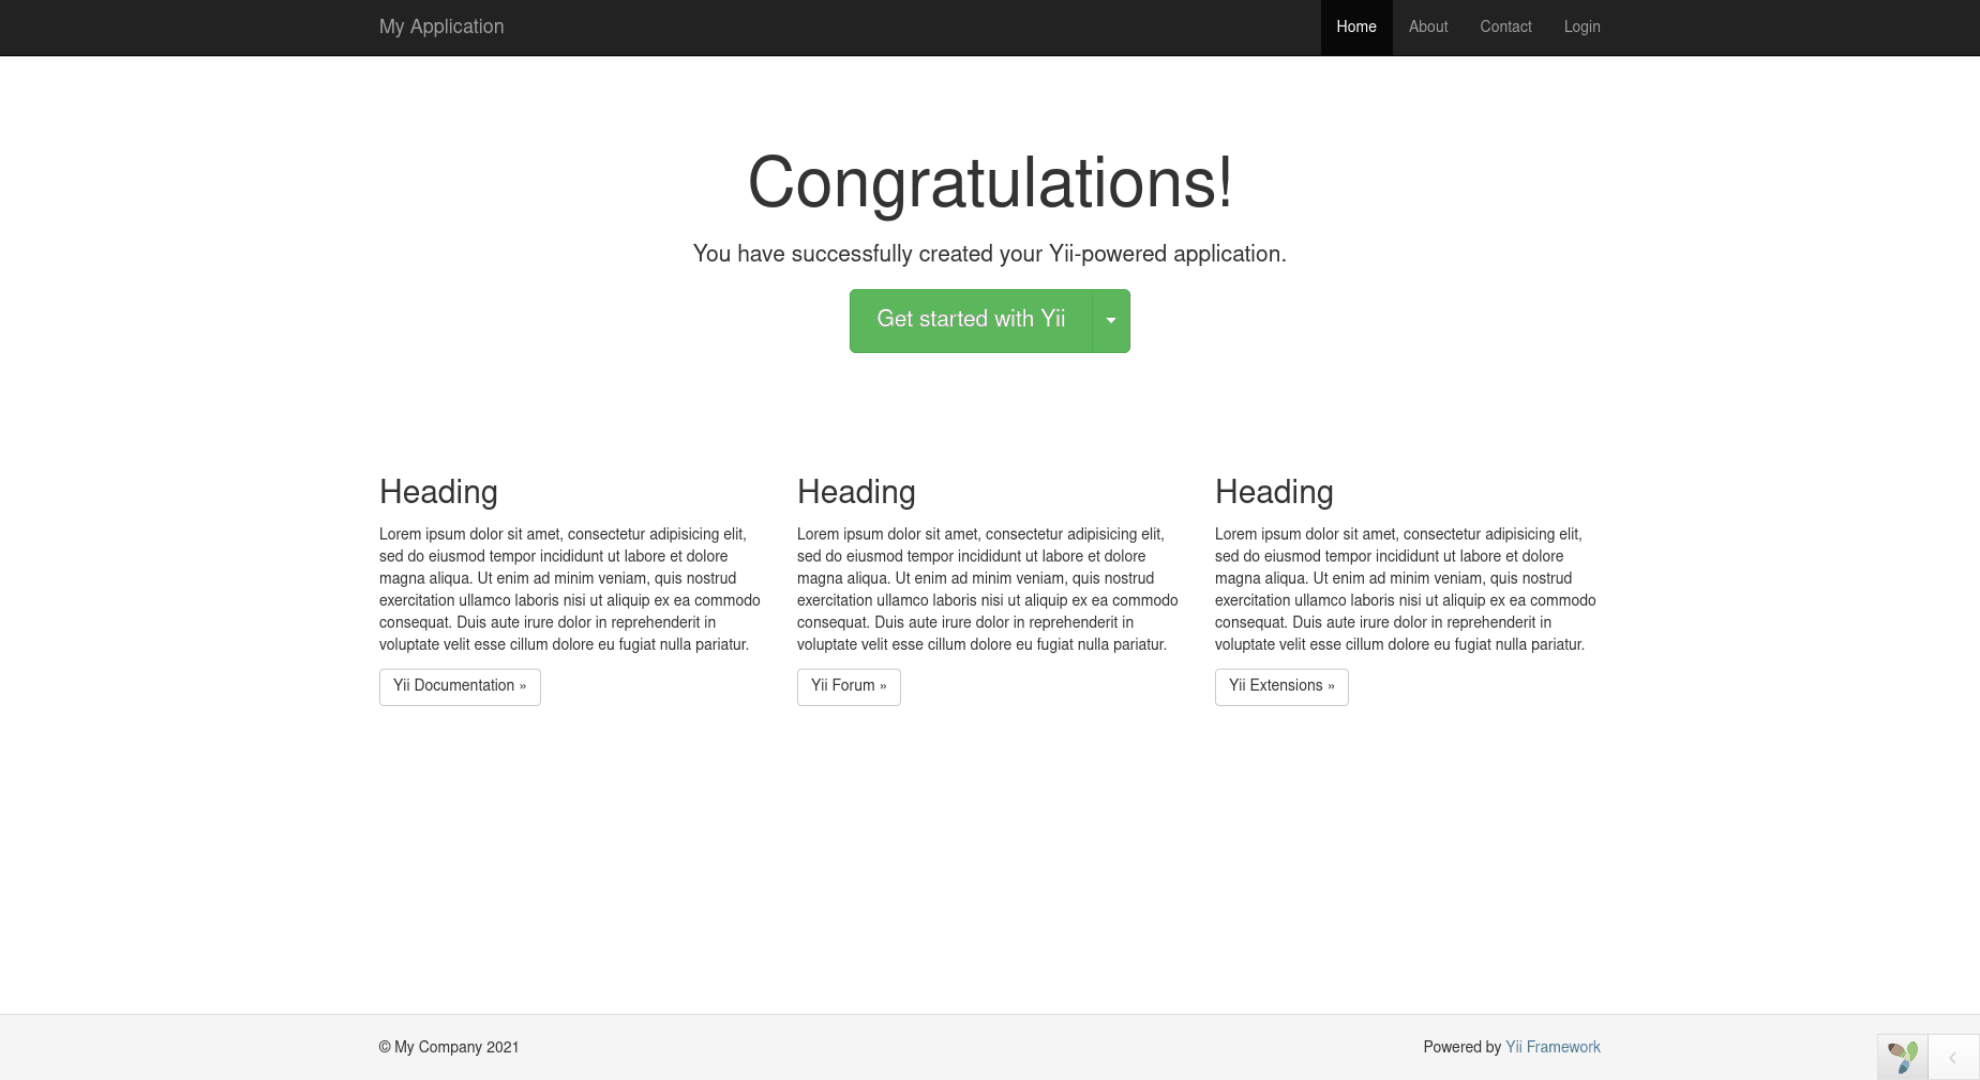 My Application
Home About Contact Login
Congratulations!
You have successfully created your Yii-powered application.
Get started with Yii
Heading
Lorem ipsum dolor sit amet, consectetur adipisicing elit,
sed do eiusmod tempor incididunt ut labore et dolore
magna aliqua. Ut enim ad minim veniam, quis nostrud
exercitation ullamco laboris nisi ut aliquip ex ea commodo
consequat. Duis aute irure dolor in reprehenderit in
voluptate velit esse cillum dolore eu fugiat nulla pariatur.
Yii Documentation »
Heading
Lorem ipsum dolor sit amet, consectetur adipisicing elit,
sed do eiusmod tempor incididunt ut labore et dolore
magna aliqua. Ut enim ad minim veniam, quis nostrud
exercitation ullamco laboris nisi ut aliquip ex ea commodo
consequat. Duis aute irure dolor in reprehenderit in
voluptate velit esse cillum dolore eu fugiat nulla pariatur.
Yii Forum »
Heading
Lorem ipsum dolor sit amet, consectetur adipisicing elit,
sed do eiusmod tempor incididunt ut labore et dolore
magna aliqua. Ut enim ad minim veniam, quis nostrud
exercitation ullamco laboris nisi ut aliquip ex ea commodo
consequat. Duis aute irure dolor in reprehenderit in
voluptate velit esse cillum dolore eu fugiat nulla pariatur.
Yii Extensions »
© My Company 2021
Powered by Yii Framework